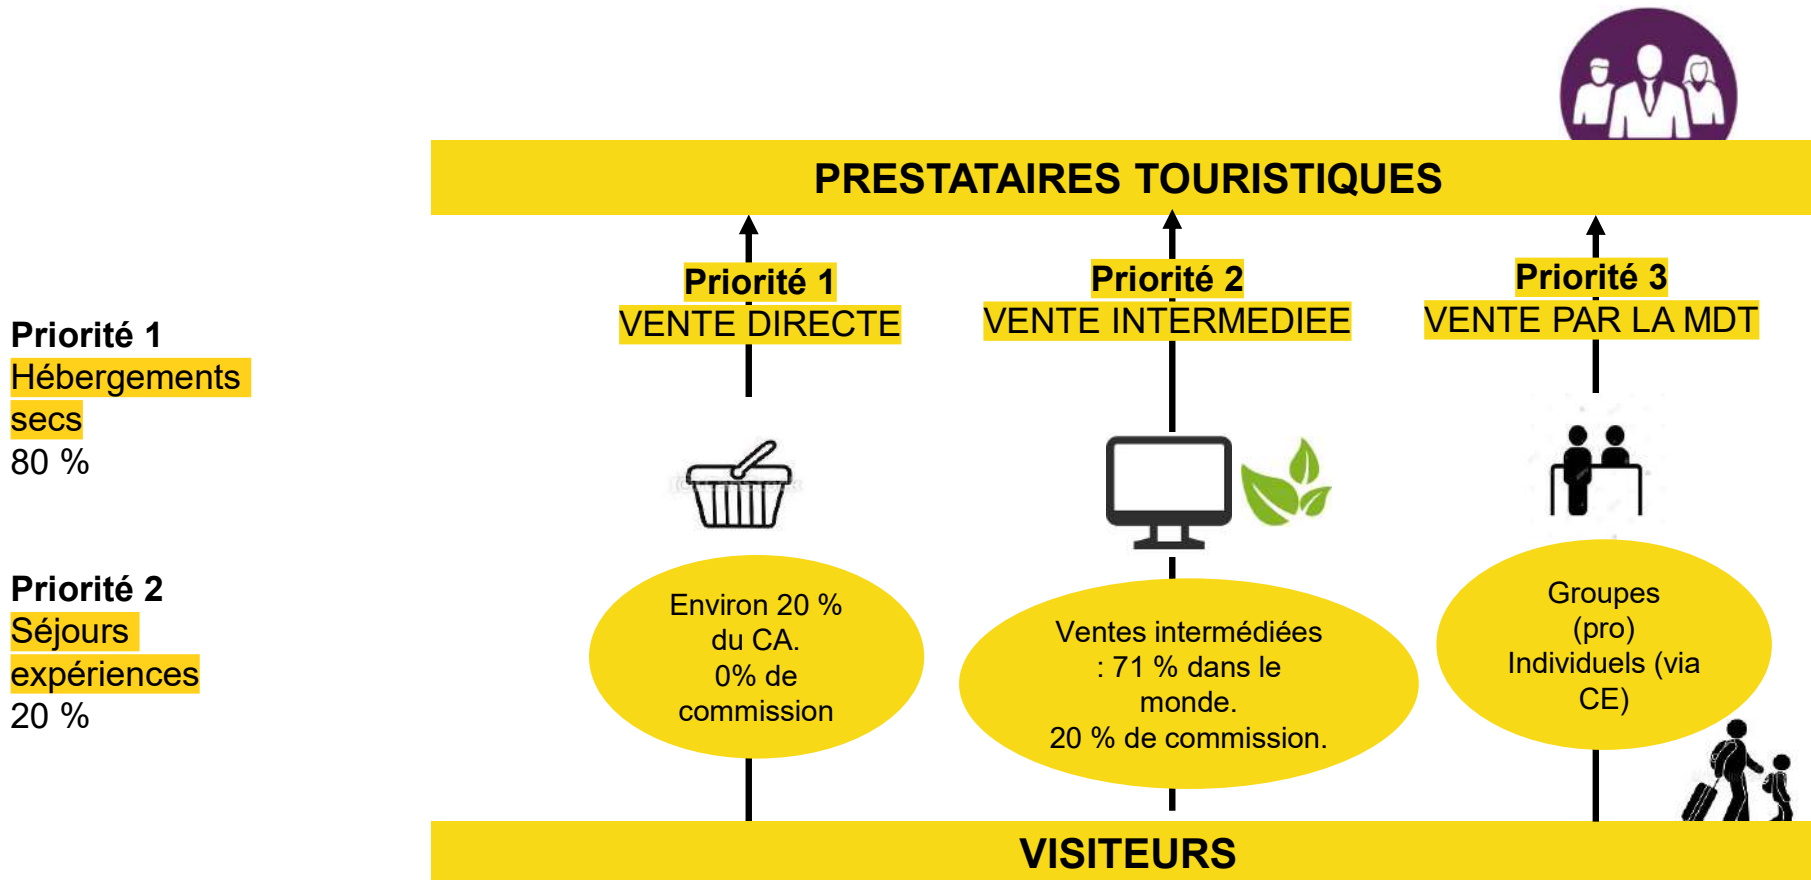 PRESTATAIRES TOURISTIQUES
Priorité 1
VENTE DIRECTE
Priorité 2
VENTE INTERMEDIEE
Priorité 3
VENTE PAR LA MDT
Priorité 1
Hébergements
secs
80 %
Priorité 2
Séjours
expériences
20 %
Environ 20 %
du CA.
0% de
commission
Ventes intermédiées
: 71 % dans le
monde.
20 % de commission.
Groupes
(pro)
Individuels (via
CE)
VISITEURS